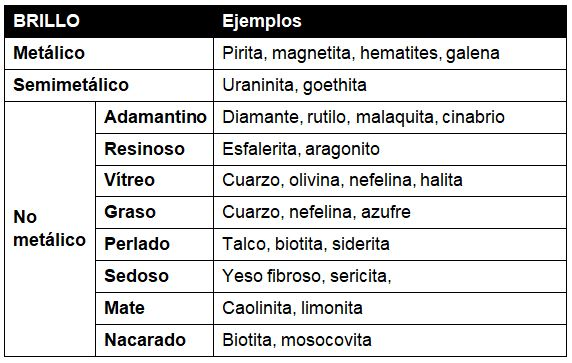 BRILLO Ejemplos
Metálico Pirita, magnetita, hematites, galena
Semimetálico Uraninita, goethita
No metálico
Adamantino Diamante, rutilo, malaquita, cinabrio
Resinoso Esfalerita, aragonito
Vítreo Cuarzo, olivina, nefelina, halita
Graso Cuarzo, nefelina, azufre
Perlado Talco, biotita, siderita
Sedoso Yeso fibroso, sericita,
Mate Caolinita, limonita
Nacarado Biotita, mosocovita